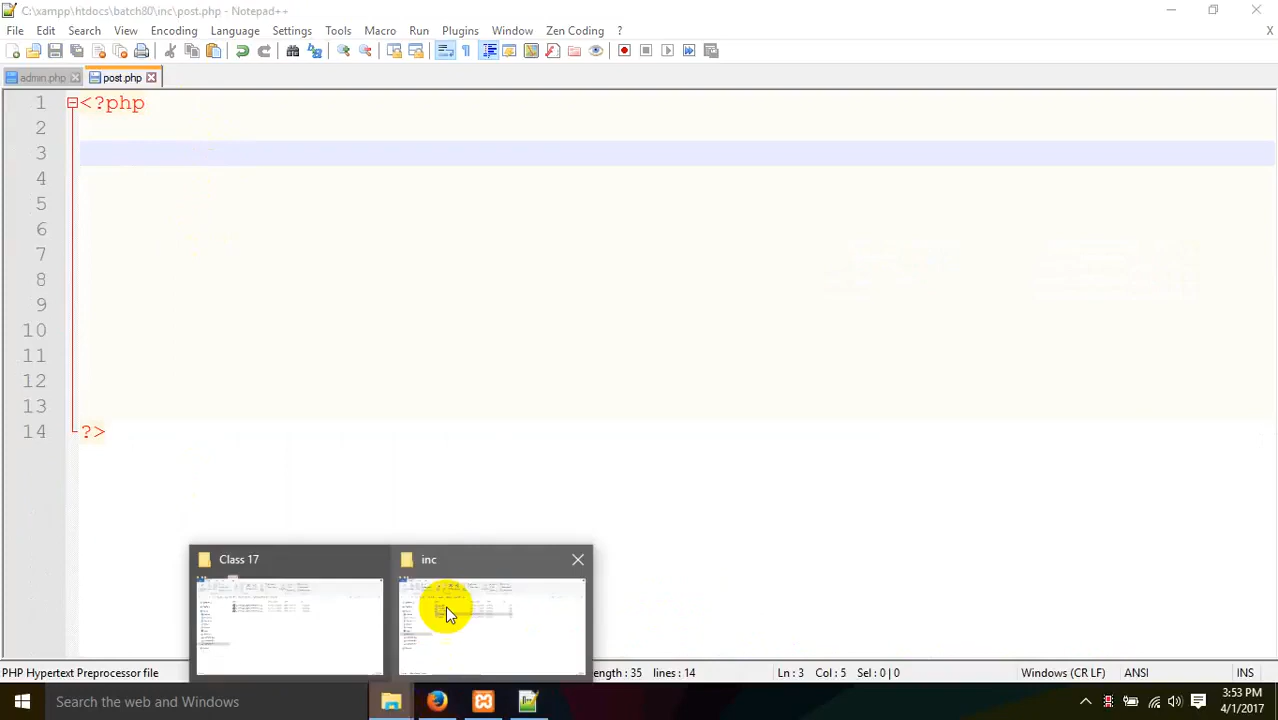 C:\xampp\htdocs\batch80\inc\post.php - Notepad++
File Edit Search View Encoding Language Settings Tools Macro Run Plugins Window Zen Coding ? X
admin.php post.php
1 <?php
2
3
4
5
6
7
8
9
10
11
12
13
14 ?>
Class 17 inc
PHP Hypertext Preprocessor file length : 35 lines : 14 Ln : 3 Col : 3 Sel : 0 | 0 Windows (CR LF) ANSI INS
Search the web and Windows
3:53 PM
4/1/2017